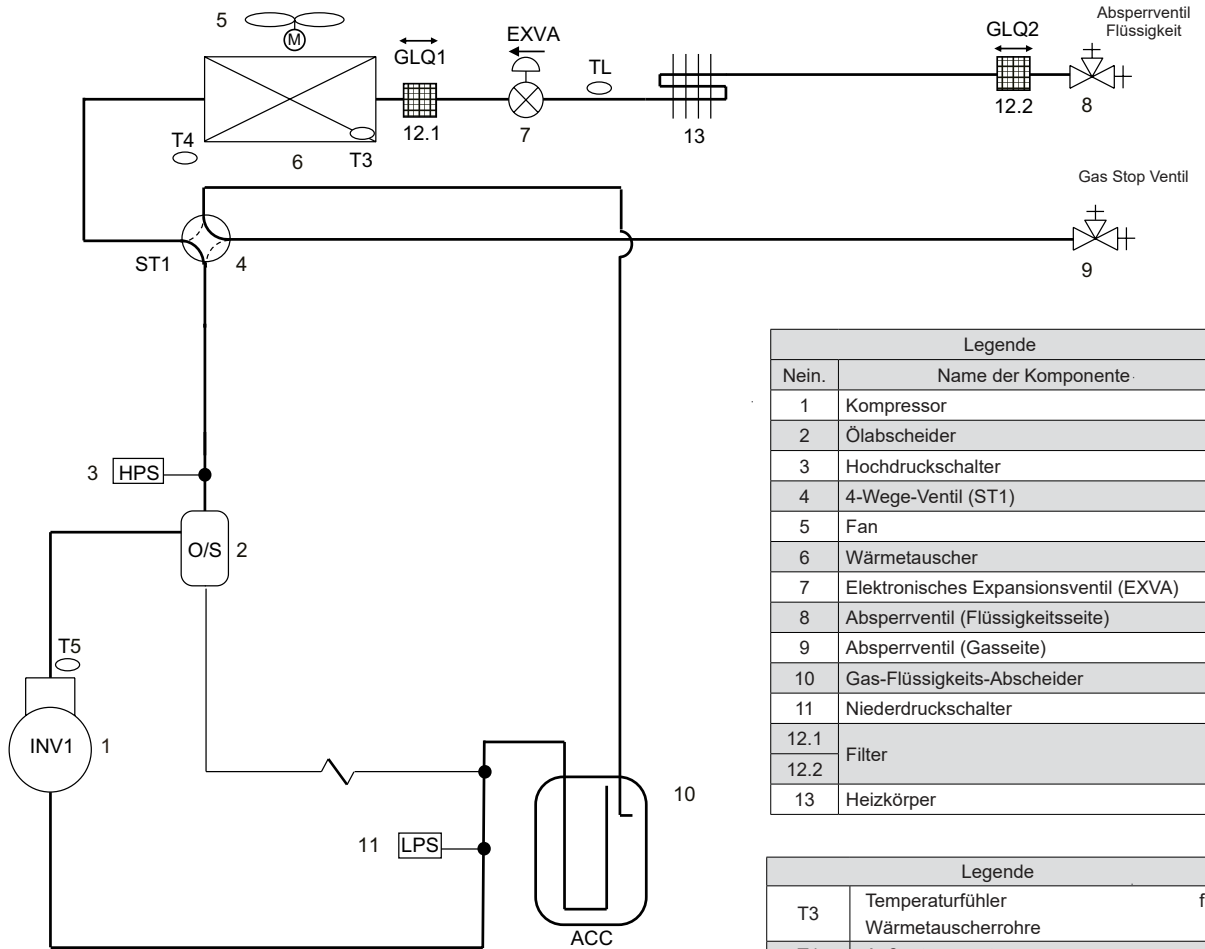 5
M
Absperrventil
Flüssigkeit
EXVA
GLQ1
GLQ2
TL
12.1
7
13
12.2
8
T4
T3
6
Gas Stop Ventil
ST1
4
9
3 HPS
O/S 2
T5
INV1 1
10
11 LPS
ACC
Legende
Nein. Name der Komponente
1 Kompressor
2 Ölabscheider
3 Hochdruckschalter
4 4-Wege-Ventil (ST1)
5 Fan
6 Wärmetauscher
7 Elektronisches Expansionsventil (EXVA)
8 Absperrventil (Flüssigkeitsseite)
9 Absperrventil (Gasseite)
10 Gas-Flüssigkeits-Abscheider
11 Niederdruckschalter
12.1
Filter
12.2
13 Heizkörper
Legende
T3 Temperaturfühler f
Wärmetauscherrohre